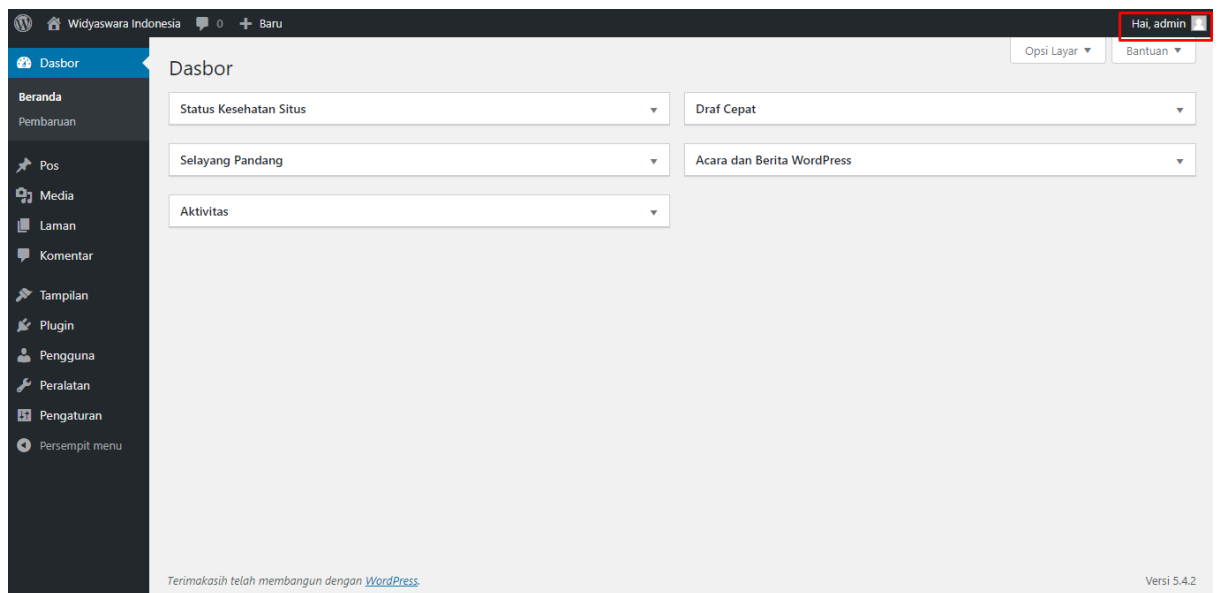 Widyaswara Indonesia 0 Baru Hai, admin
Opsi Layar Bantuan
Dasbor
Beranda
Pembaruan
Pos
Media
Laman
Komentar
Tampilan
Plugin
Pengguna
Peralatan
Pengaturan
Persempit menu
Dasbor
Status Kesehatan Situs
Selayang Pandang
Aktivitas
Draf Cepat
Acara dan Berita WordPress
Terimakasih telah membangun dengan WordPress.
Versi 5.4.2